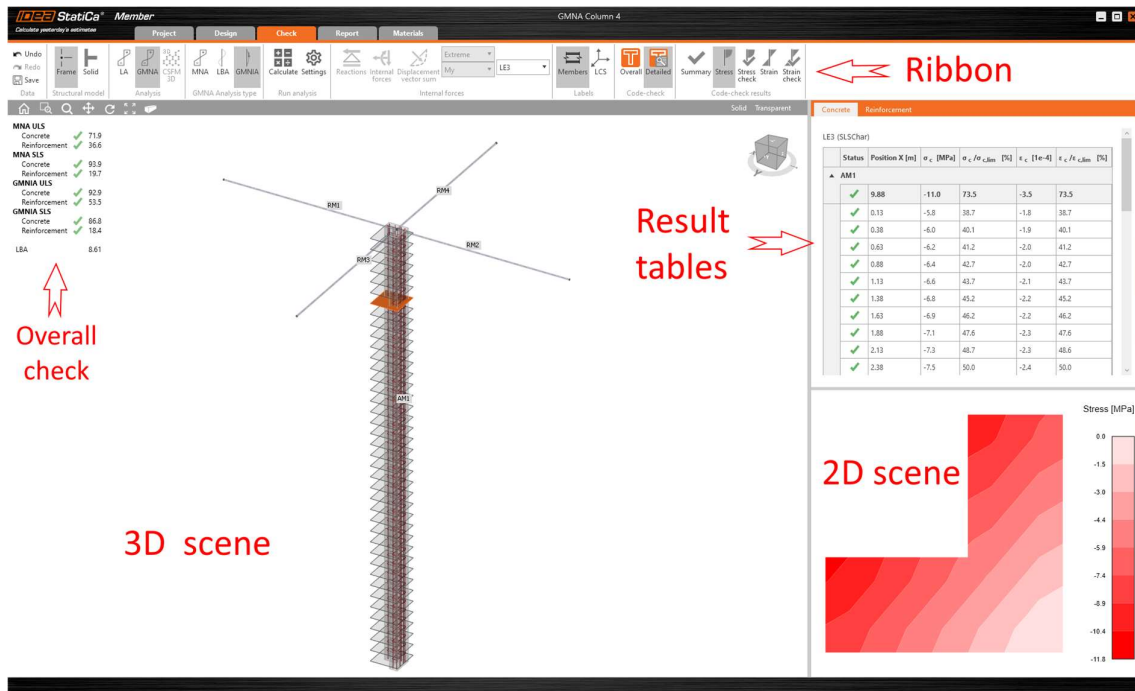 IDEA StatiCa® Member
Calculate yesterday's estimates
GMNA Column 4
Project Design Check Report Materials
Undo
Redo
Save
Data
Frame Solid
Structural model
LA GMNA CSFM 3D
Analysis
MNA LBA GMNIA
GMNA Analysis type
Calculate Settings
Run analysis
Reactions Internal forces Displacement vector sum
Extreme
My
LE3
Internal forces
Members LCS
Labels
Overall Detailed
Code-check
Summary Stress Stress check Strain Strain check
Code-check results
Ribbon
Solid Transparent
MNA ULS
Concrete 71.9
Reinforcement 36.6
MNA SLS
Concrete 93.9
Reinforcement 19.7
GMNIA ULS
Concrete 92.9
Reinforcement 53.5
GMNIA SLS
Concrete 86.8
Reinforcement 18.4
LBA 8.61
Overall
check
RM1
RM4
RM2
RM3
AM1
3D scene
Result
tables
Concrete Reinforcement
LE3 (SLSChar)
Status Position X [m] σ c [MPa] σ c /σ c,lim [%] ε c [1e-4] ε c /ε c,lim [%]
AM1
9.88 -11.0 73.5 -3.5 73.5
0.13 -5.8 38.7 -1.8 38.7
0.38 -6.0 40.1 -1.9 40.1
0.63 -6.2 41.2 -2.0 41.2
0.88 -6.4 42.7 -2.0 42.7
1.13 -6.6 43.7 -2.1 43.7
1.38 -6.8 45.2 -2.2 45.2
1.63 -6.9 46.2 -2.2 46.2
1.88 -7.1 47.6 -2.3 47.6
2.13 -7.3 48.7 -2.3 48.6
2.38 -7.5 50.0 -2.4 50.0
2D scene
Stress [MPa]
0.0
-1.5
-3.0
-4.4
-5.9
-7.4
-8.9
-10.4
-11.8